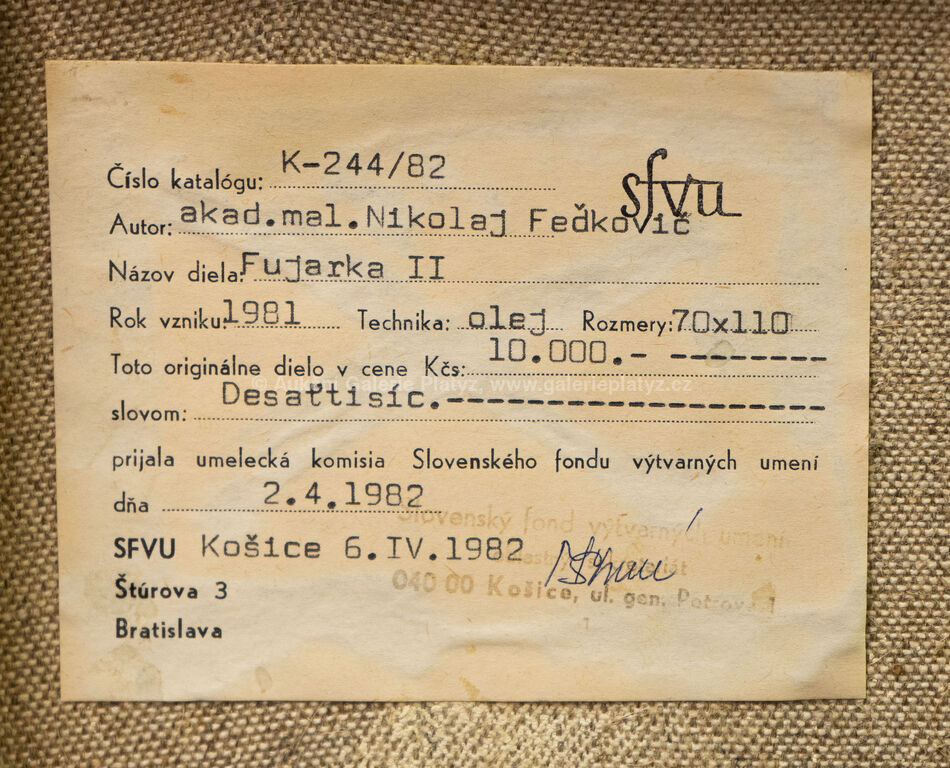 Číslo katalógu: K-244/82
sfvu
Autor: akad.mal.Nikolaj Feďkovič
Názov diela: Fujarka II
Rok vzniku: 1981 Technika: olej Rozmery: 70x110
Toto originálne dielo v cene Kčs: 10.000.- --------
© Aukční Galerie Platýz, www.galerieplatyz.cz
slovom: Desaťtisíc.-------------------
prijala umelecká komisia Slovenského fondu výtvarných umení
dňa 2.4.1982
Slovenský fond výtvarných umení
SFVU Košice 6.IV.1982
Štúrova 3
040 00 Košice, ul. gen. Petrova 1
Bratislava